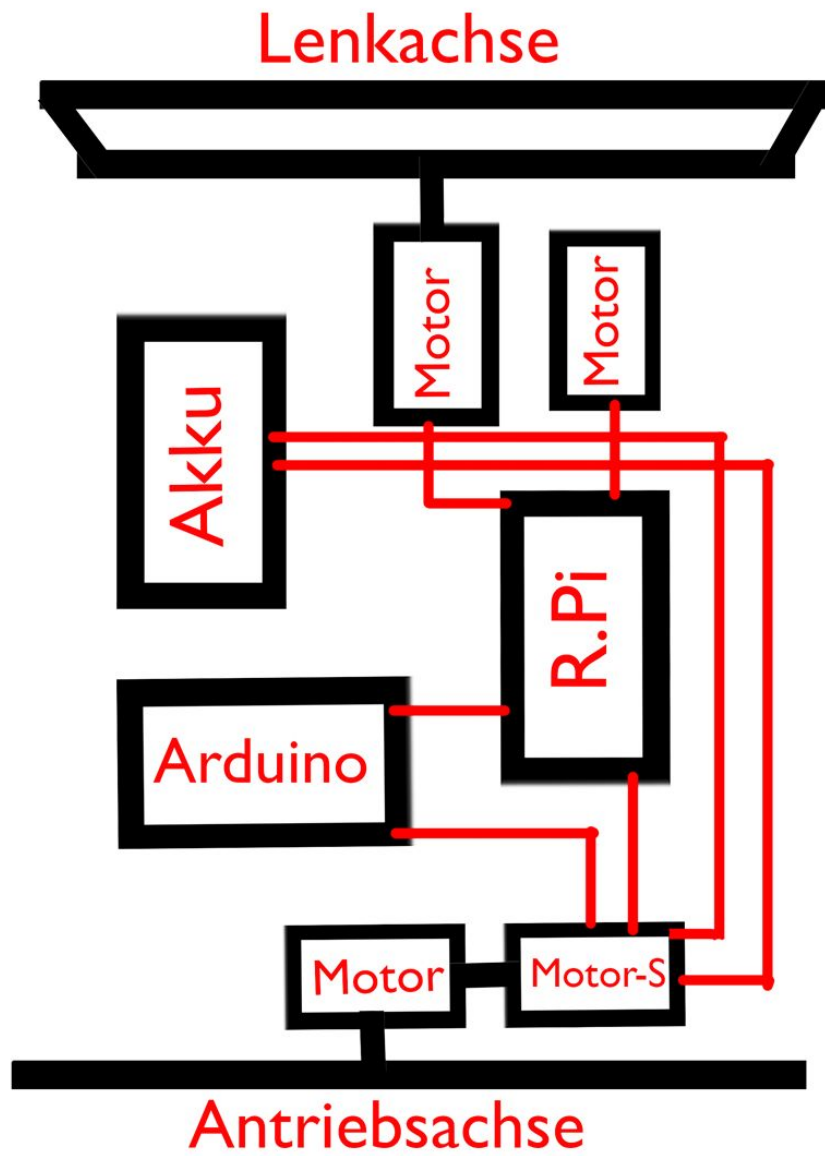 Lenkachse
Motor
Motor
Akku
R.Pi
Arduino
Motor
Motor-S
Antriebsachse